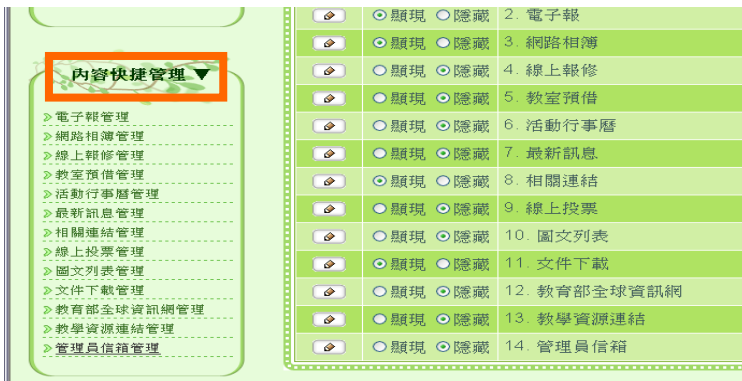 內容快捷管理 ▼
電子報管理
網路相簿管理
線上報修管理
教室預借管理
活動行事曆管理
最新訊息管理
相關連結管理
線上投票管理
圖文列表管理
文件下載管理
教育部全球資訊網管理
教學資源連結管理
管理員信箱管理
顯現 隱藏 2. 電子報
顯現 隱藏 3. 網路相簿
顯現 隱藏 4. 線上報修
顯現 隱藏 5. 教室預借
顯現 隱藏 6. 活動行事曆
顯現 隱藏 7. 最新訊息
顯現 隱藏 8. 相關連結
顯現 隱藏 9. 線上投票
顯現 隱藏 10. 圖文列表
顯現 隱藏 11. 文件下載
顯現 隱藏 12. 教育部全球資訊網
顯現 隱藏 13. 教學資源連結
顯現 隱藏 14. 管理員信箱